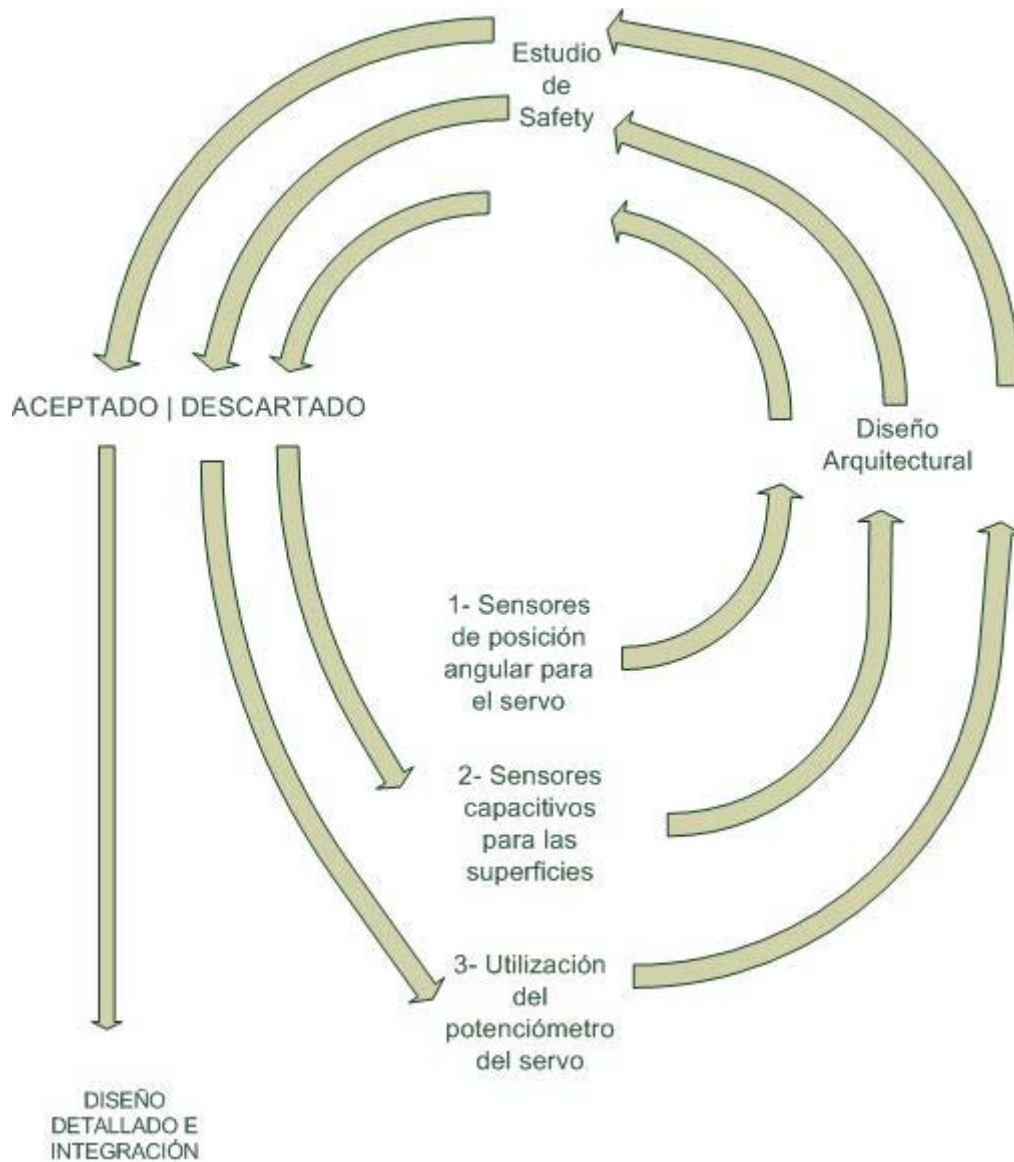 Estudio
de
Safety
ACEPTADO | DESCARTADO
Diseño
Arquitectural
1- Sensores
de posición
angular para
el servo
2- Sensores
capacitivos
para las
superficies
3- Utilización
del
potenciómetro
del servo
DISEÑO
DETALLADO E
INTEGRACIÓN